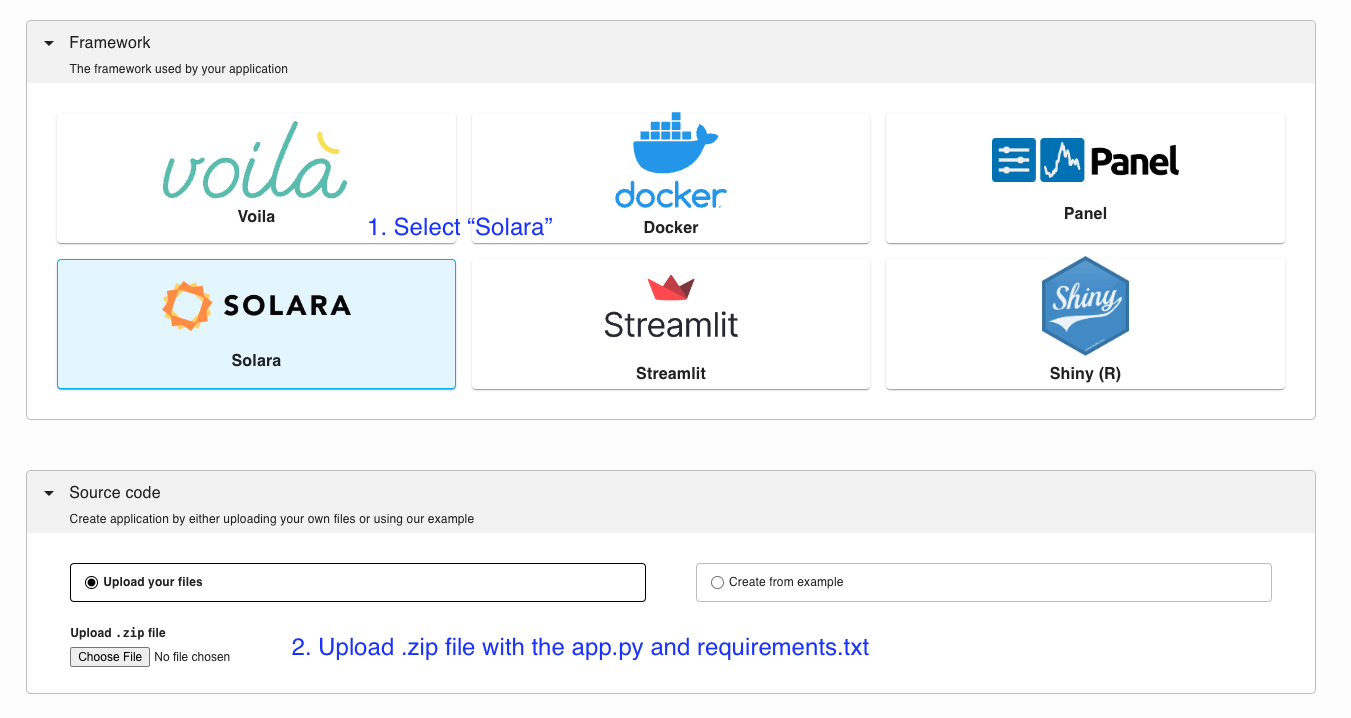 Framework
The framework used by your application
voilà
Voila
docker
Docker
Panel
Panel
1. Select “Solara”
SOLARA
Solara
Streamlit
Streamlit
Shiny
Shiny (R)
Source code
Create application by either uploading your own files or using our example
Upload your files
Create from example
Upload .zip file
Choose File No file chosen
2. Upload .zip file with the app.py and requirements.txt